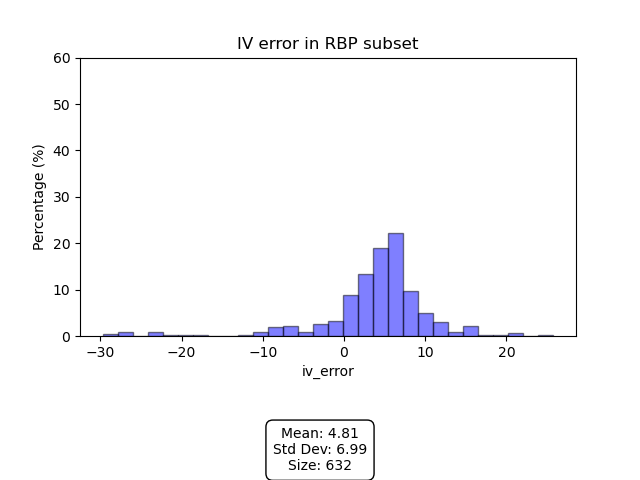 IV error in RBP subset
60
50
40
30
20
10
0
Percentage (%)
−30
−20
−10
0
10
20
iv_error
Mean: 4.81
Std Dev: 6.99
Size: 632